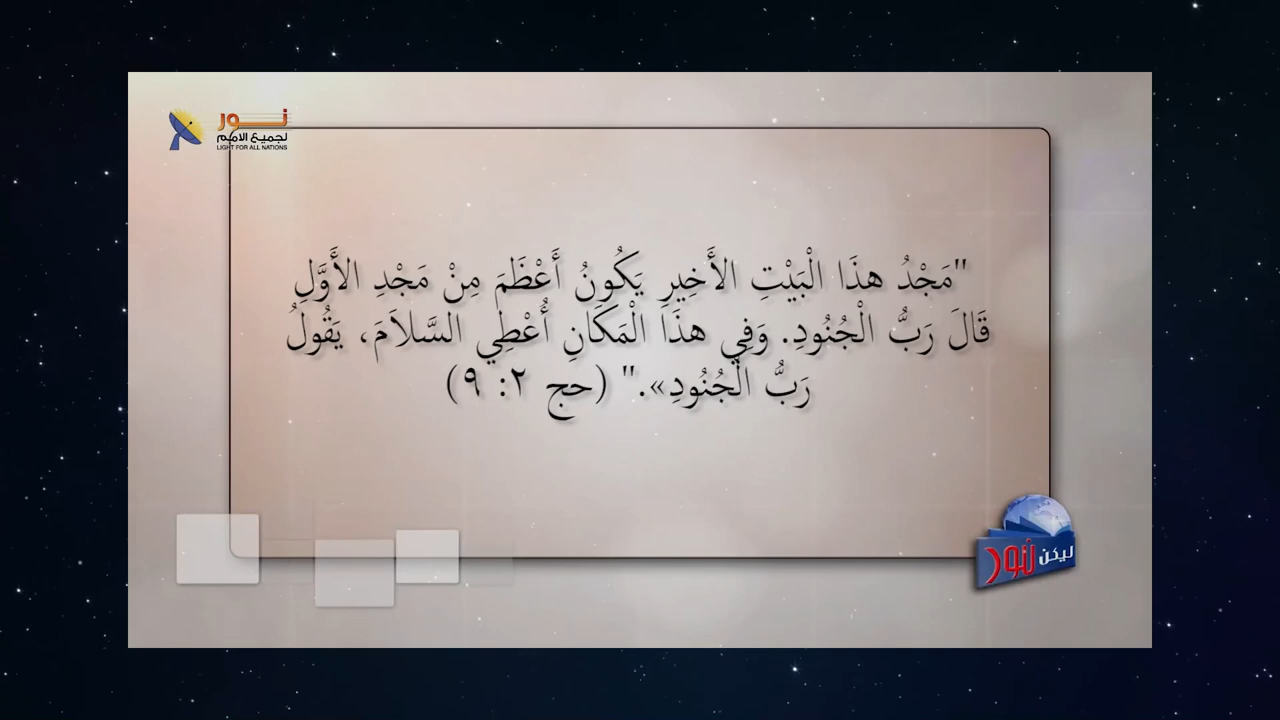 نــور
لجميع الامم
LIGHT FOR ALL NATIONS
"مَجْدُ هذَا الْبَيْتِ الأَخِيرِ يَكُونُ أَعْظَمَ مِنْ مَجْدِ الأَوَّلِ
قَالَ رَبُّ الْجُنُودِ. وَفِي هذَا الْمَكَانِ أُعْطِي السَّلاَمَ، يَقُولُ
رَبُّ الْجُنُودِ»." (حج ٢: ٩)
ليكن نور